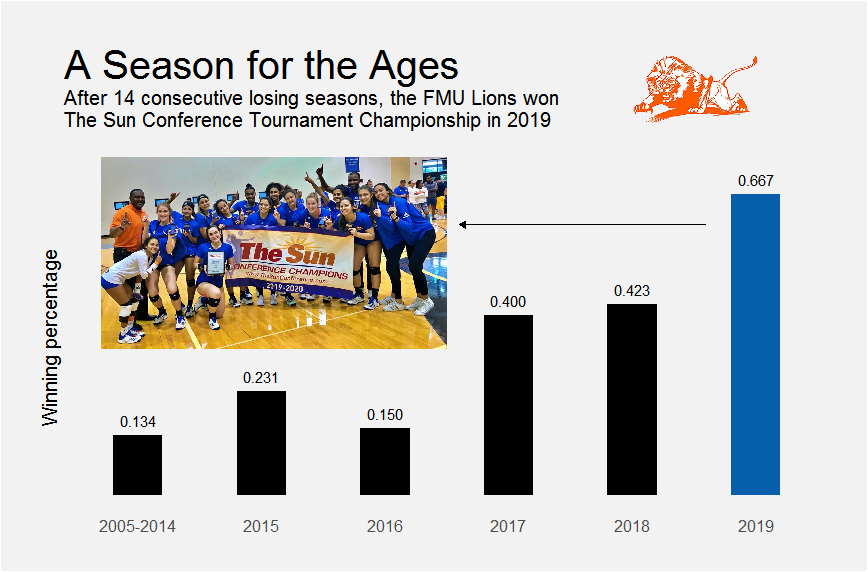 A Season for the Ages
After 14 consecutive losing seasons, the FMU Lions won
The Sun Conference Tournament Championship in 2019
0.667
The Sun
CONFERENCE CHAMPIONS
2019-2020
Winning percentage
0.423
0.400
0.231
0.150
0.134
2005-2014
2015
2016
2017
2018
2019